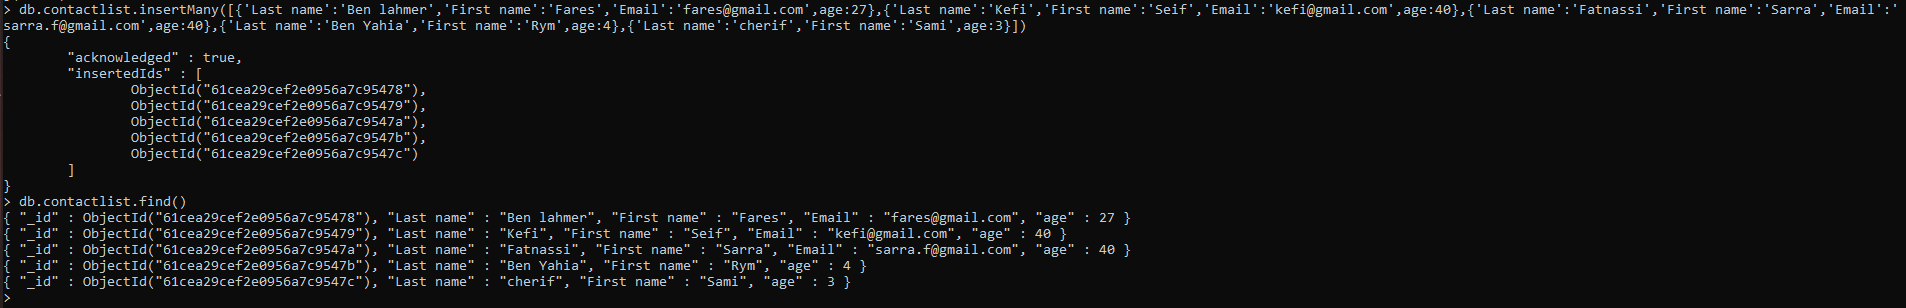 > db.contactlist.insertMany([{'Last name':'Ben lahmer','First name':'Fares','Email':'fares@gmail.com',age:27},{'Last name':'Kefi','First name':'Seif','Email':'kefi@gmail.com',age:40},{'Last name':'Fatnassi','First name':'Sarra','Email':'
sarra.f@gmail.com',age:40},{'Last name':'Ben Yahia','First name':'Rym',age:4},{'Last name':'cherif','First name':'Sami',age:3}])
{
        "acknowledged" : true,
        "insertedIds" : [
                ObjectId("61cea29cef2e0956a7c95478"),
                ObjectId("61cea29cef2e0956a7c95479"),
                ObjectId("61cea29cef2e0956a7c9547a"),
                ObjectId("61cea29cef2e0956a7c9547b"),
                ObjectId("61cea29cef2e0956a7c9547c")
        ]
}
> db.contactlist.find()
{ "_id" : ObjectId("61cea29cef2e0956a7c95478"), "Last name" : "Ben lahmer", "First name" : "Fares", "Email" : "fares@gmail.com", "age" : 27 }
{ "_id" : ObjectId("61cea29cef2e0956a7c95479"), "Last name" : "Kefi", "First name" : "Seif", "Email" : "kefi@gmail.com", "age" : 40 }
{ "_id" : ObjectId("61cea29cef2e0956a7c9547a"), "Last name" : "Fatnassi", "First name" : "Sarra", "Email" : "sarra.f@gmail.com", "age" : 40 }
{ "_id" : ObjectId("61cea29cef2e0956a7c9547b"), "Last name" : "Ben Yahia", "First name" : "Rym", "age" : 4 }
{ "_id" : ObjectId("61cea29cef2e0956a7c9547c"), "Last name" : "cherif", "First name" : "Sami", "age" : 3 }
>